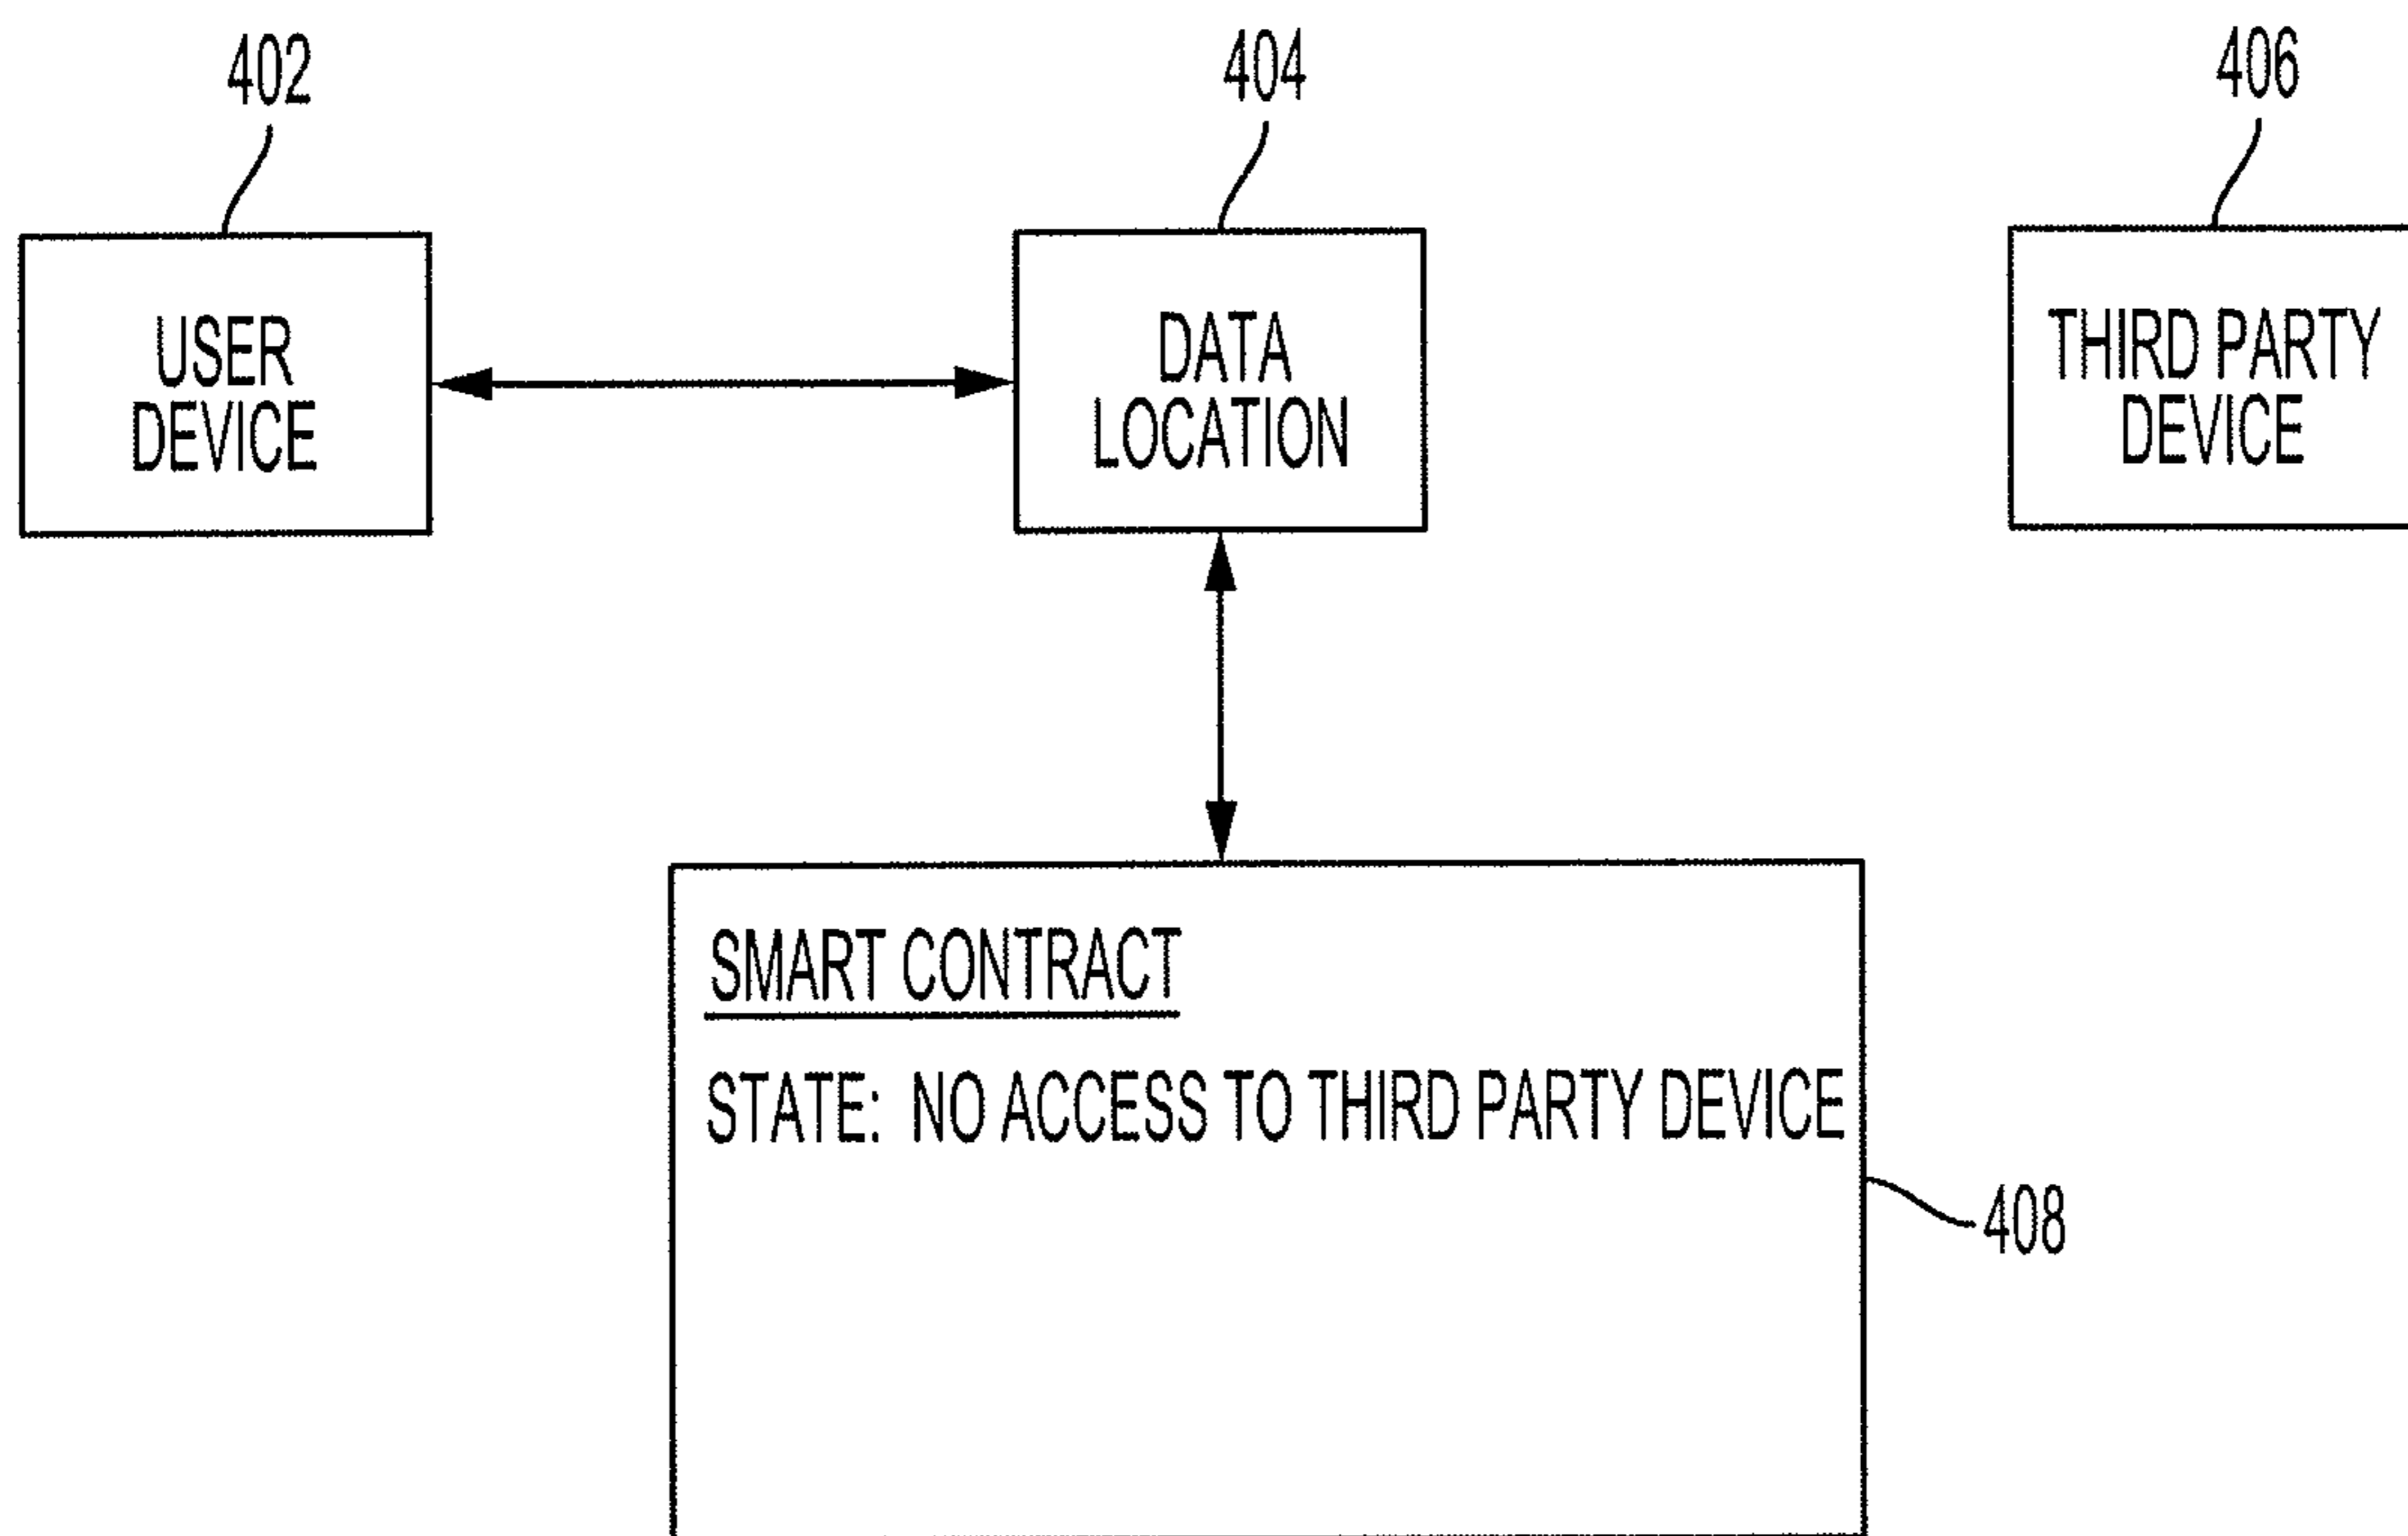 402
404
406
USER
DEVICE
DATA
LOCATION
THIRD PARTY
DEVICE
SMART CONTRACT
STATE: NO ACCESS TO THIRD PARTY DEVICE
408